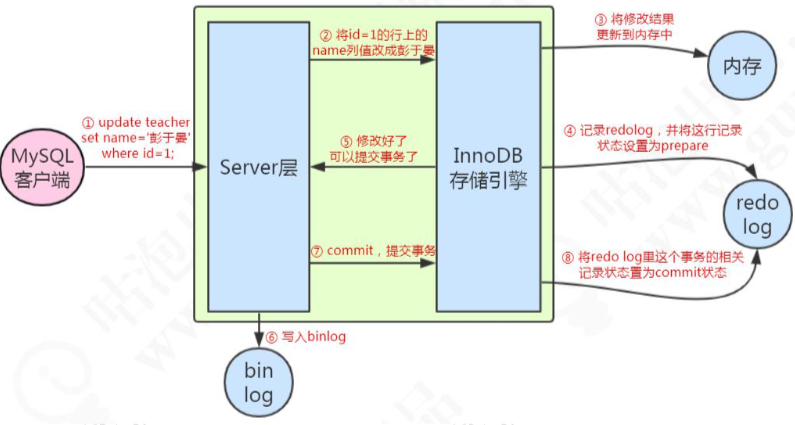 ② 将id=1的行上的
name列值改成彭于晏
③ 将修改结果
更新到内存中
内存
① update teacher
set name='彭于晏'
where id=1;
MySQL
客户端
Server层
⑤ 修改好了
可以提交事务了
InnoDB
存储引擎
④ 记录redolog，并将这行记录
状态设置为prepare
redo
log
⑦ commit，提交事务
⑧ 将redo log里这个事务的相关
记录状态置为commit状态
⑥ 写入binlog
bin
log